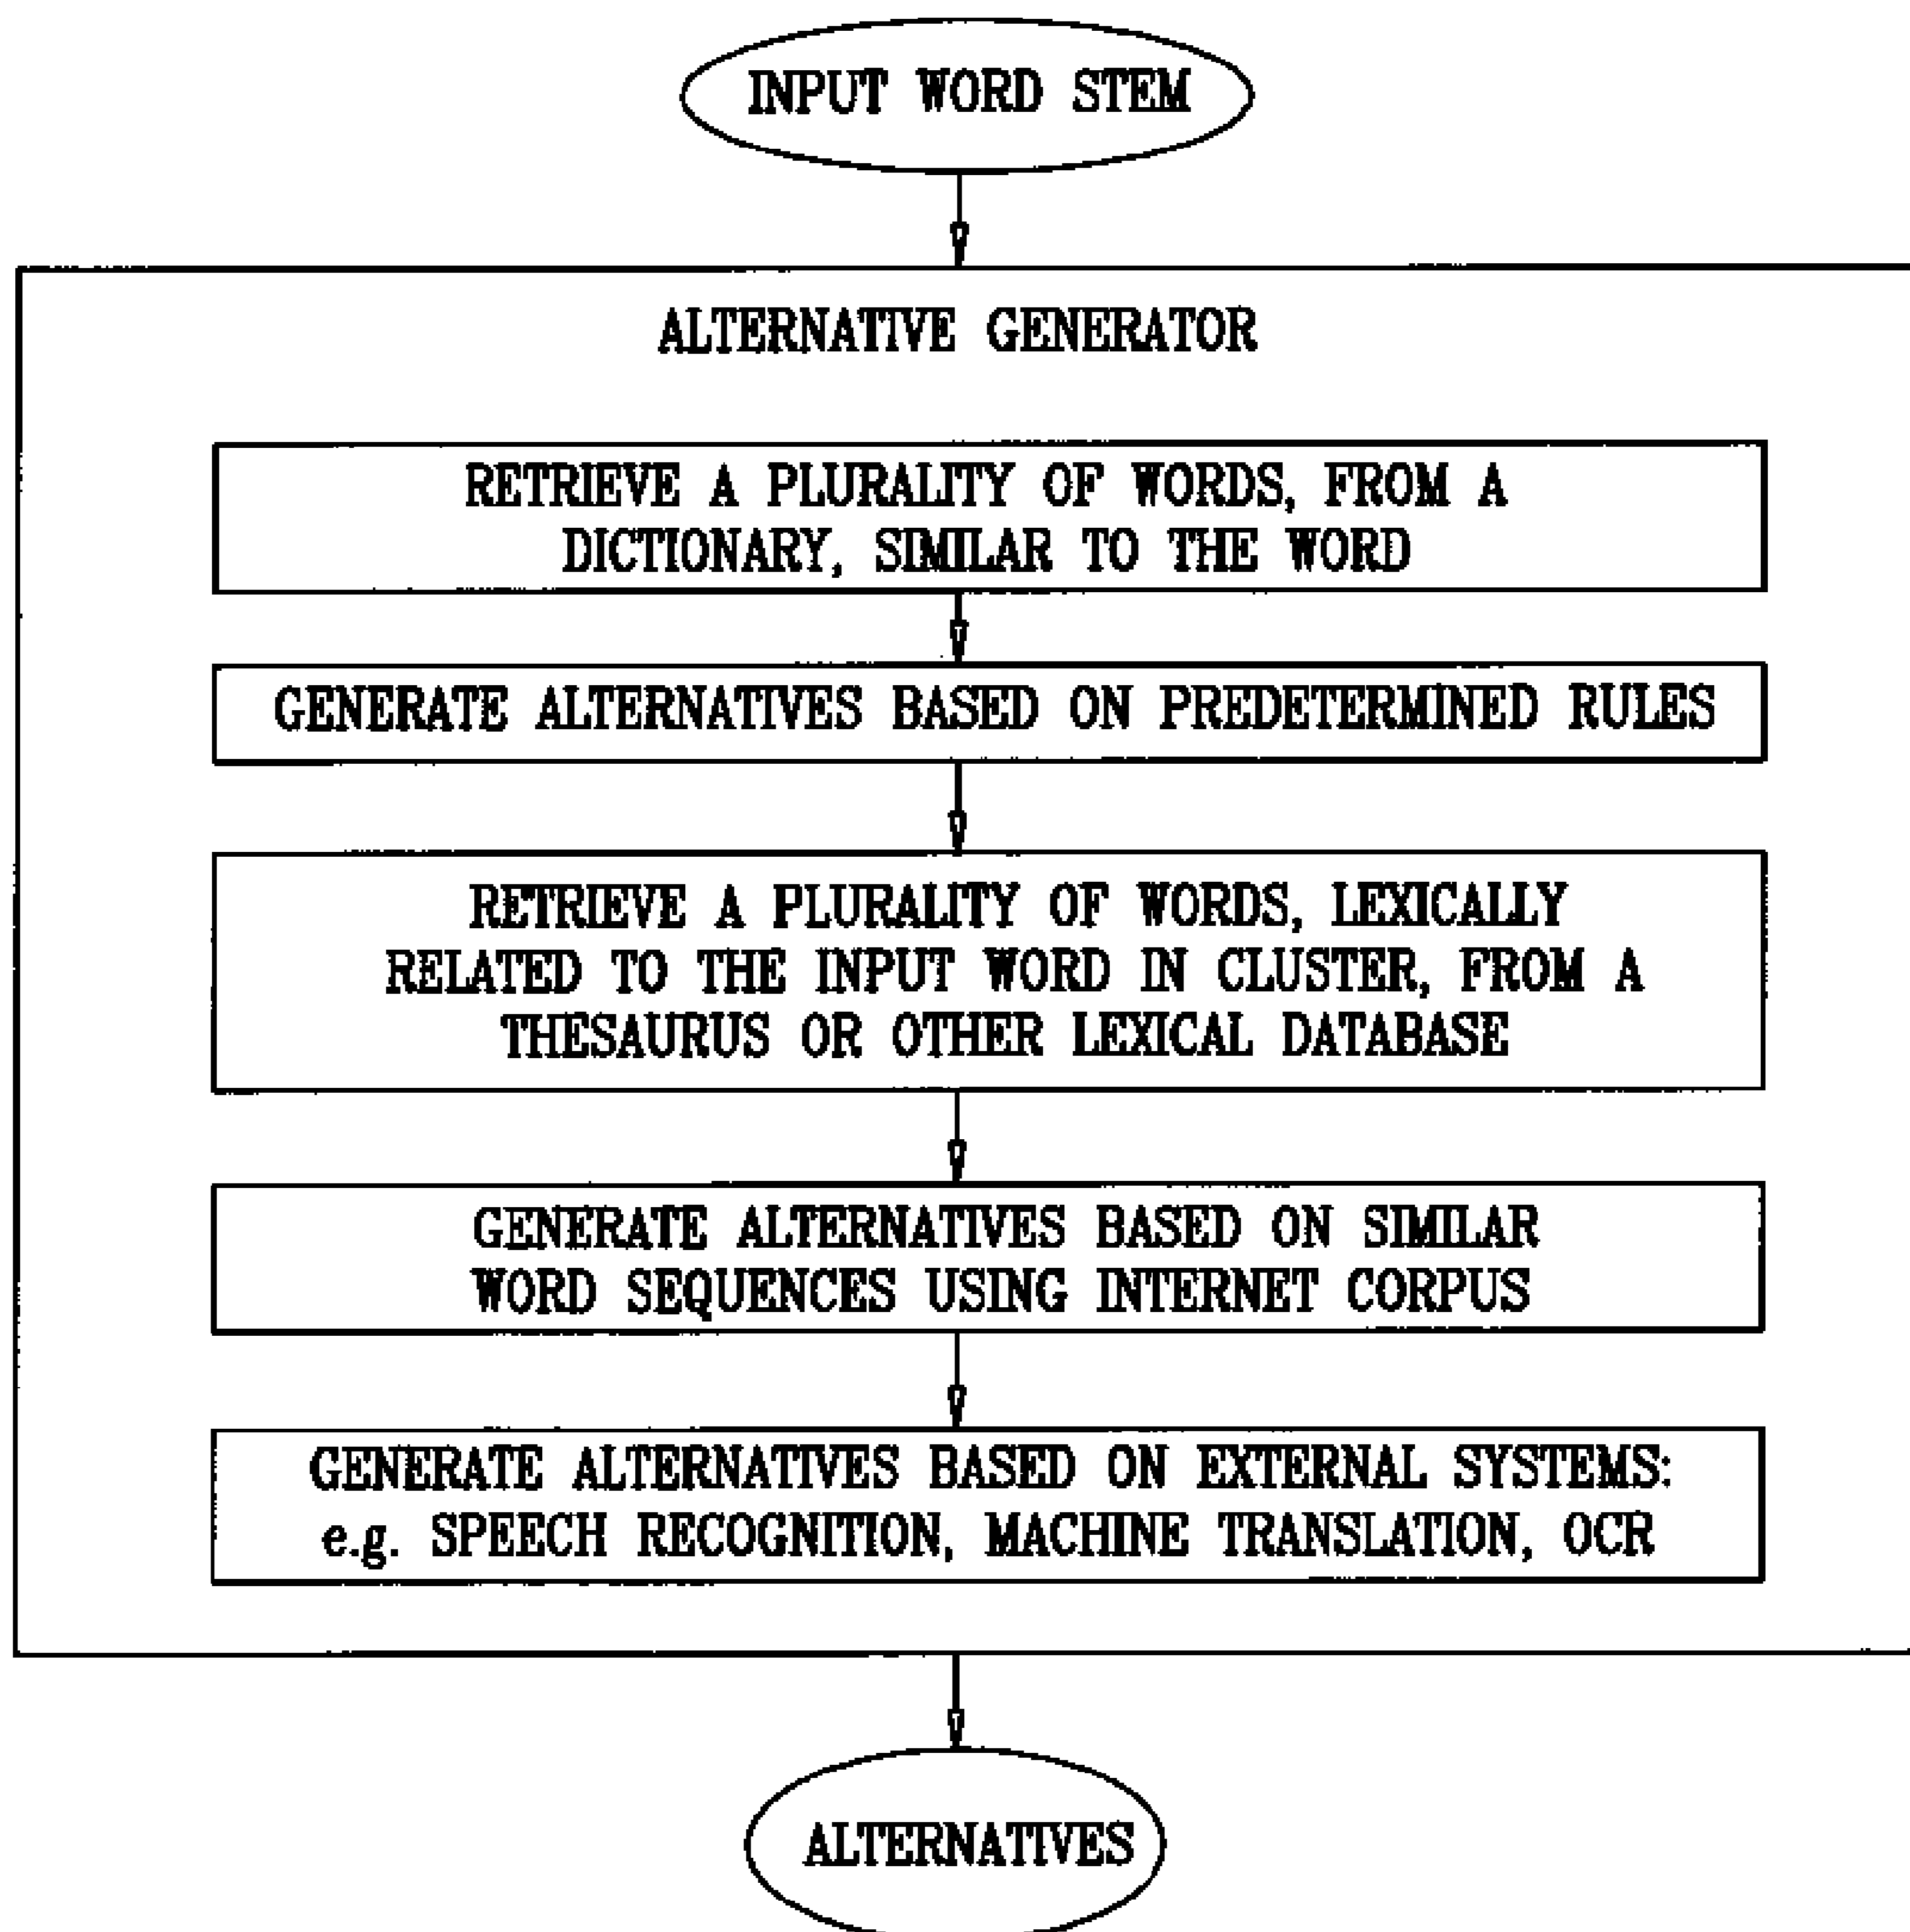 INPUT WORD STEM
ALTERNATIVE GENERATOR
RETRIEVE A PLURALITY OF WORDS, FROM A
DICTIONARY, SIMILAR TO THE WORD
GENERATE ALTERNATIVES BASED ON PREDETERMINED RULES
RETRIEVE A PLURALITY OF WORDS, LEXICALLY
RELATED TO THE INPUT WORD IN CLUSTER, FROM A
THESAURUS OR OTHER LEXICAL DATABASE
GENERATE ALTERNATIVES BASED ON SIMILAR
WORD SEQUENCES USING INTERNET CORPUS
GENERATE ALTERNATIVES BASED ON EXTERNAL SYSTEMS:
e.g. SPEECH RECOGNITION, MACHINE TRANSLATION, OCR
ALTERNATIVES